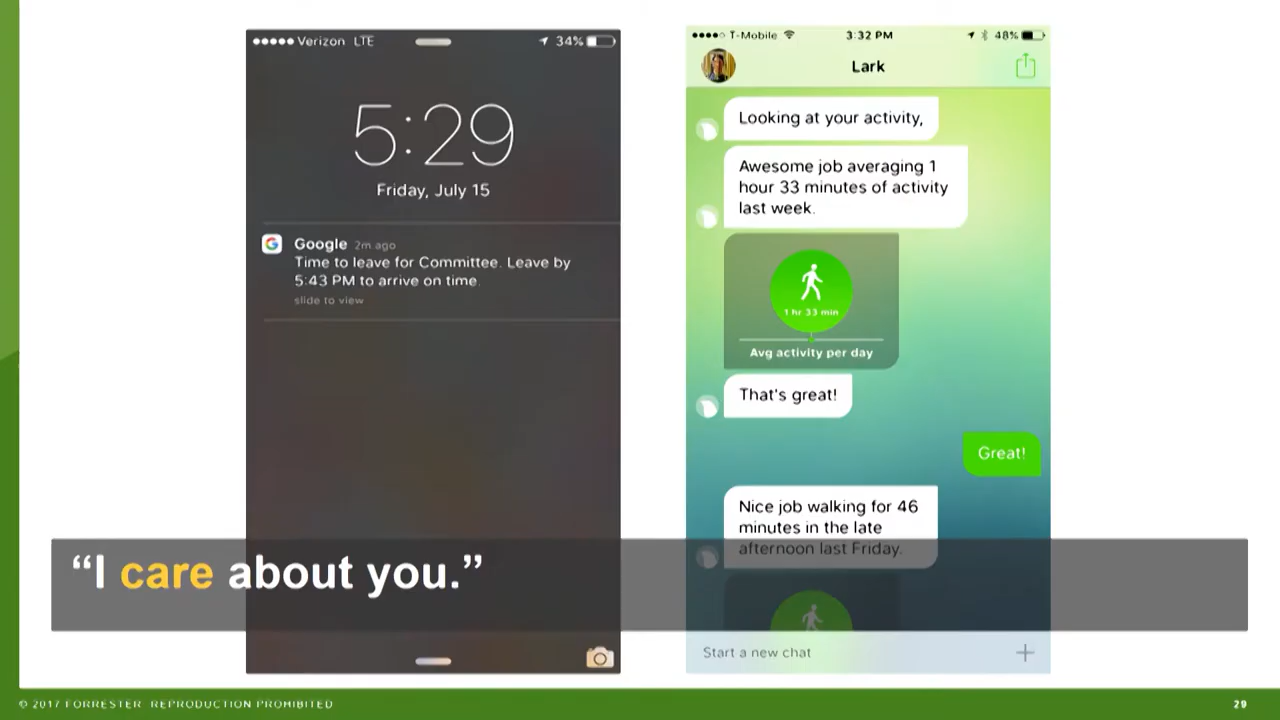 Verizon LTE
34%
5:29
Friday, July 15
Google 2m ago
Time to leave for Committee. Leave by
5:43 PM to arrive on time.
slide to view
T-Mobile
3:32 PM
48%
Lark
Looking at your activity,
Awesome job averaging 1
hour 33 minutes of activity
last week.
1 hr 33 min
Avg activity per day
That's great!
Great!
Nice job walking for 46
minutes in the late
afternoon last Friday.
Start a new chat
“I care about you.”
© 2017 FORRESTER. REPRODUCTION PROHIBITED
29